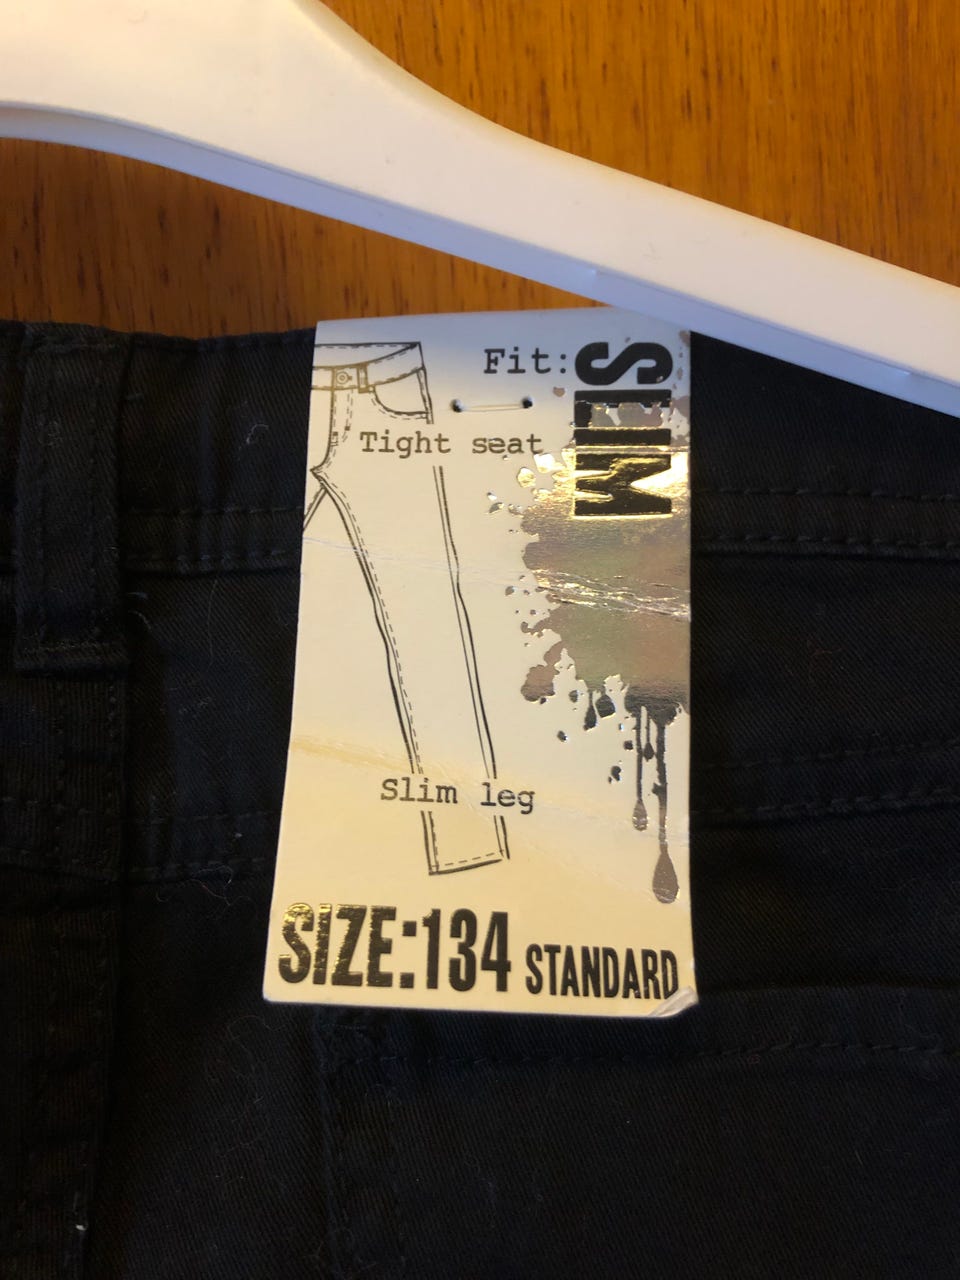 Fit: SLIM
Tight seat
Slim leg
SIZE:134 STANDARD